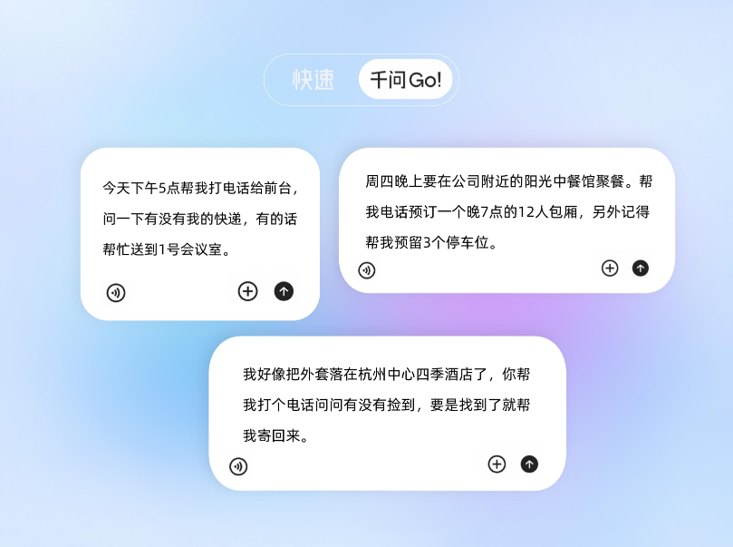 快速
千问Go!
今天下午5点帮我打电话给前台，
问一下有没有我的快递，有的话
帮忙送到1号会议室。
周四晚上要在公司附近的阳光中餐馆聚餐。帮
我电话预订一个晚7点的12人包厢，另外记得
帮我预留3个停车位。
我好像把外套落在杭州中心四季酒店了，你帮
我打个电话问问有没有捡到，要是找到了就帮
我寄回来。